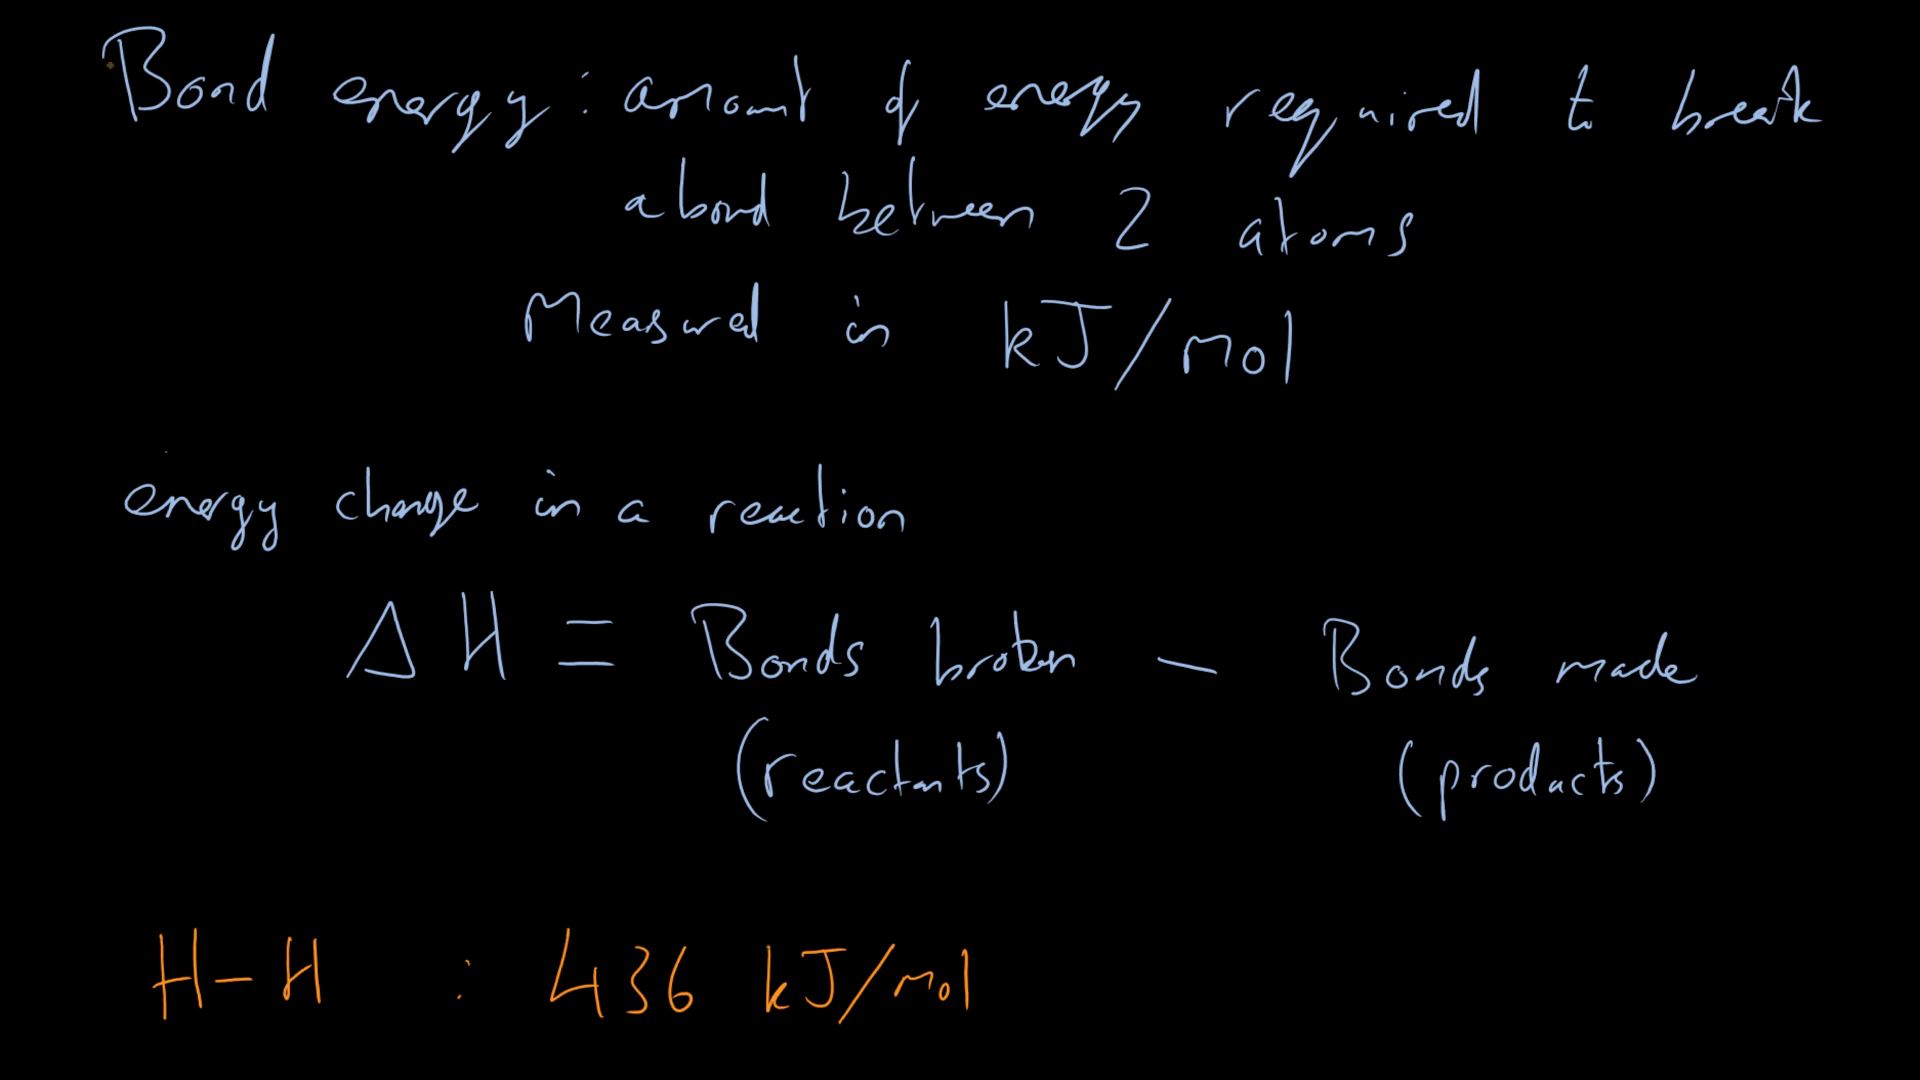 Bond energy: amount of energy required to break
a bond between 2 atoms
Measured in kJ/mol
energy change in a reaction
Δ H = Bonds broken - Bonds made
(reactants) (products)
H-H : 436 kJ/mol